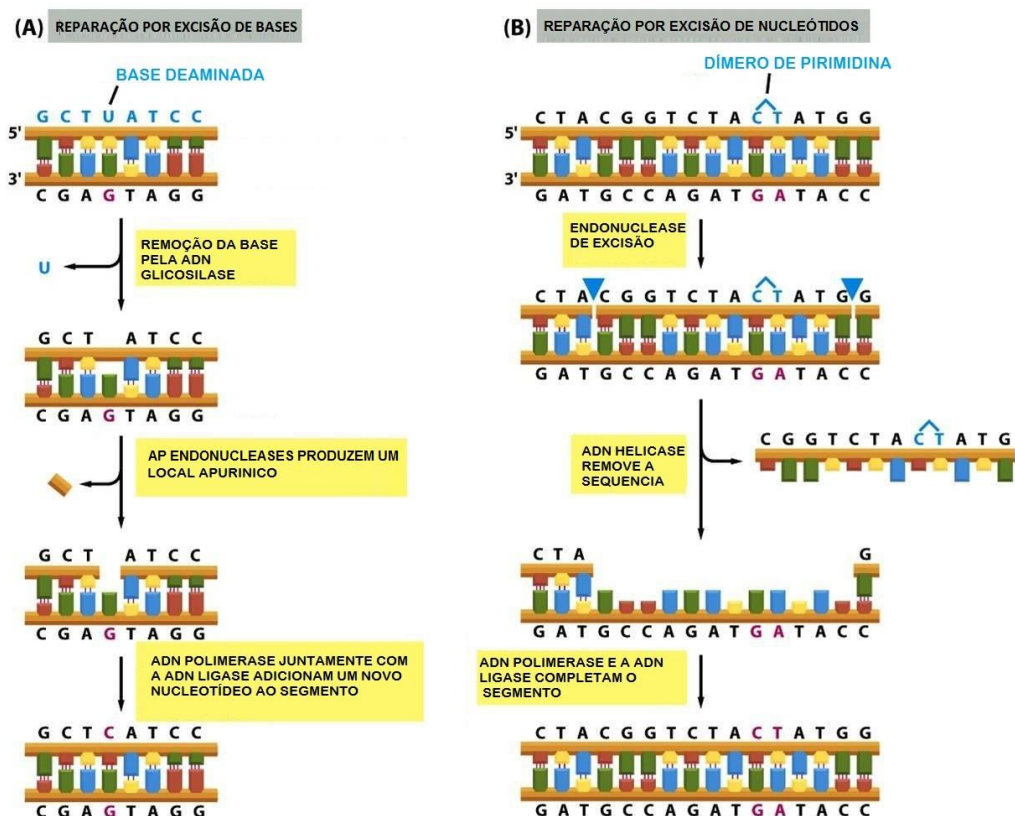 (A) REPARAÇÃO POR EXCISÃO DE BASES
BASE DEAMINADA
G C T U A T C C
5'
3'
C G A G T A G G
REMOÇÃO DA BASE
PELA ADN
GLICOSILASE
U
G C T A T C C
C G A G T A G G
AP ENDONUCLEASES PRODUZEM UM
LOCAL APURINICO
G C T A T C C
C G A G T A G G
ADN POLIMERASE JUNTAMENTE COM
A ADN LIGASE ADICIONAM UM NOVO
NUCLEOTÍDEO AO SEGMENTO
G C T C A T C C
C G A G T A G G
(B) REPARAÇÃO POR EXCISÃO DE NUCLEÓTIDOS
DÍMERO DE PIRIMIDINA
C T A C G G T C T A C T A T G G
5'
3'
G A T G C C A G A T G A T A C C
ENDONUCLEASE
DE EXCISÃO
C T A C G G T C T A C T A T G G
G A T G C C A G A T G A T A C C
ADN HELICASE
REMOVE A
SEQUENCIA
C G G T C T A C T A T G
C T A G
G A T G C C A G A T G A T A C C
ADN POLIMERASE E A ADN
LIGASE COMPLETAM O
SEGMENTO
C T A C G G T C T A C T A T G G
G A T G C C A G A T G A T A C C